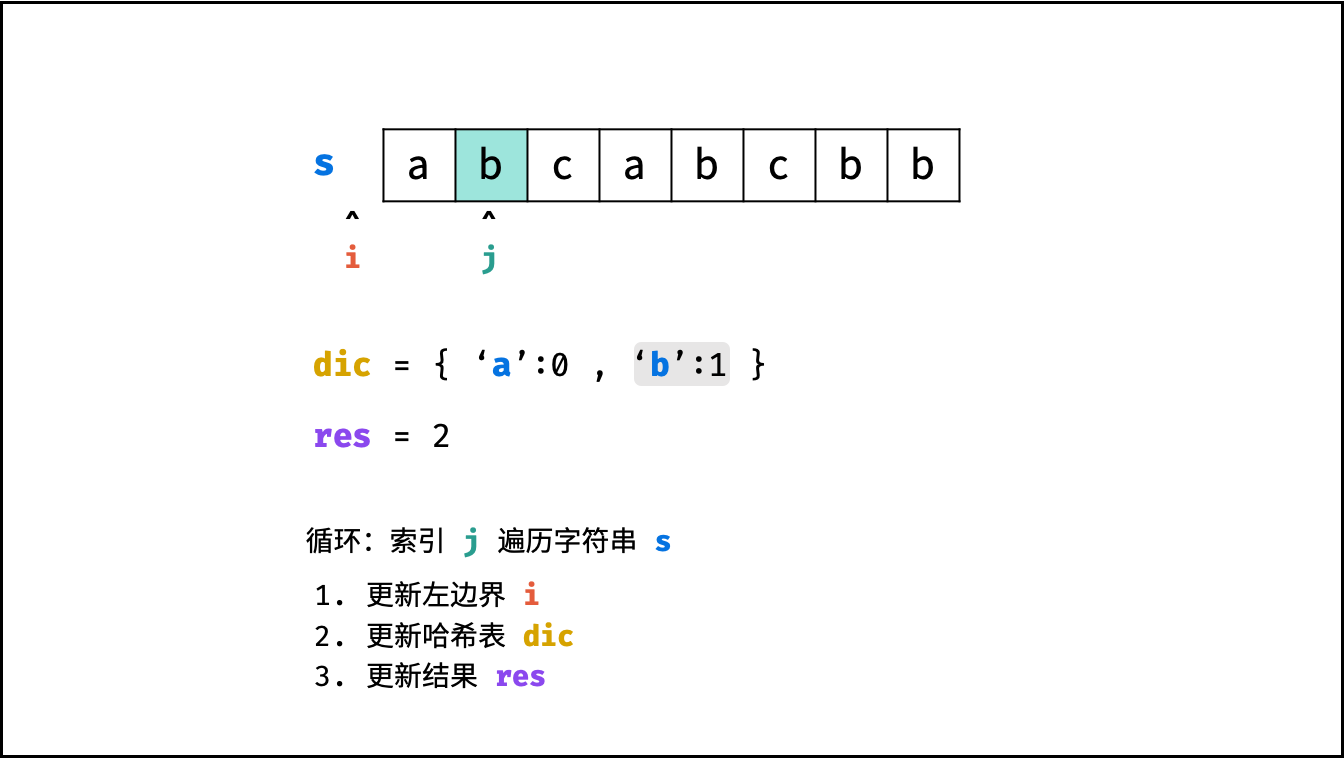 s a b c a b c b b
^ ^
i j
dic = { ‘a’:0 , ‘b’:1 }
res = 2
循环：索引 j 遍历字符串 s
1. 更新左边界 i
2. 更新哈希表 dic
3. 更新结果 res